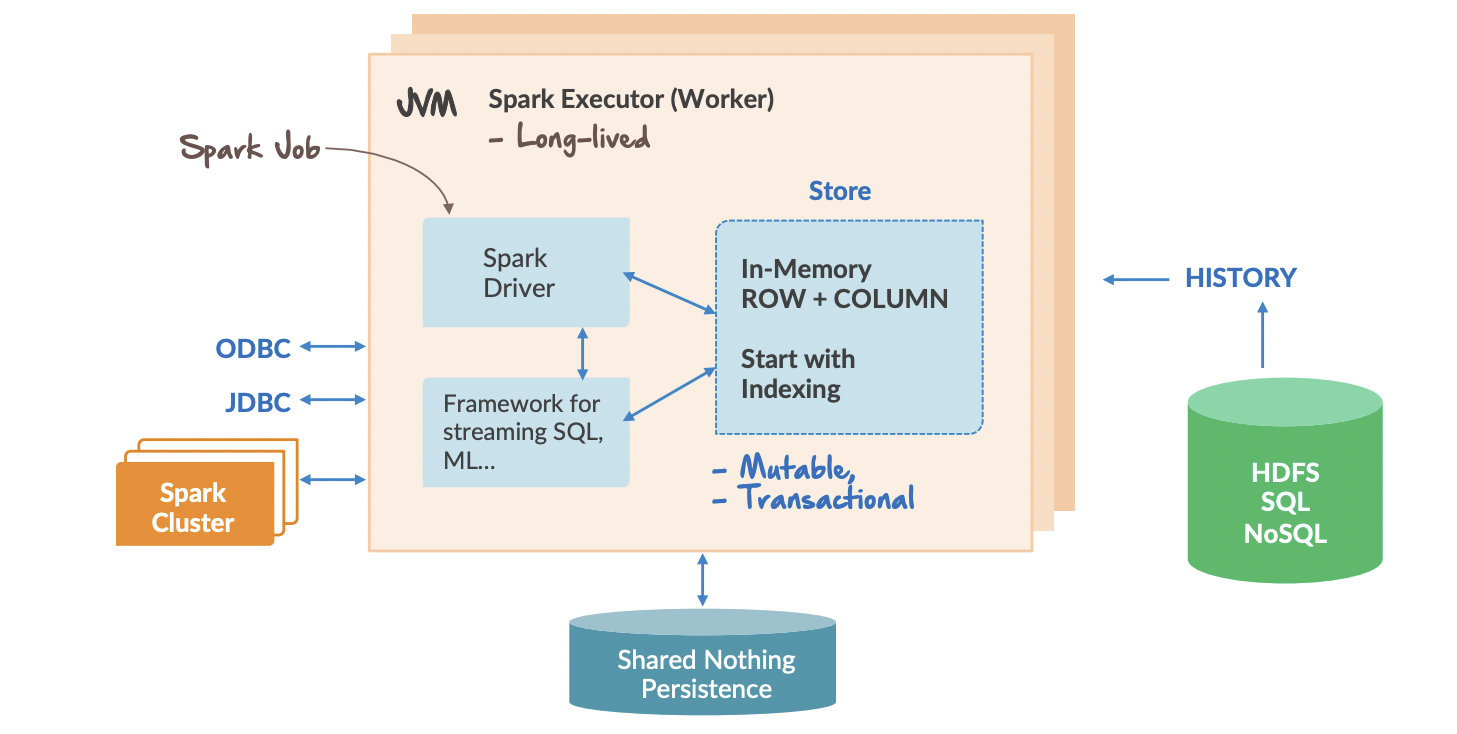 JVM
Spark Executor (Worker)
- Long-lived
Spark Job
Store
Spark
Driver
In-Memory
ROW + COLUMN
Start with
Indexing
HISTORY
ODBC
JDBC
Framework for
streaming SQL,
ML...
- Mutable,
- Transactional
Spark
Cluster
HDFS
SQL
NoSQL
Shared Nothing
Persistence